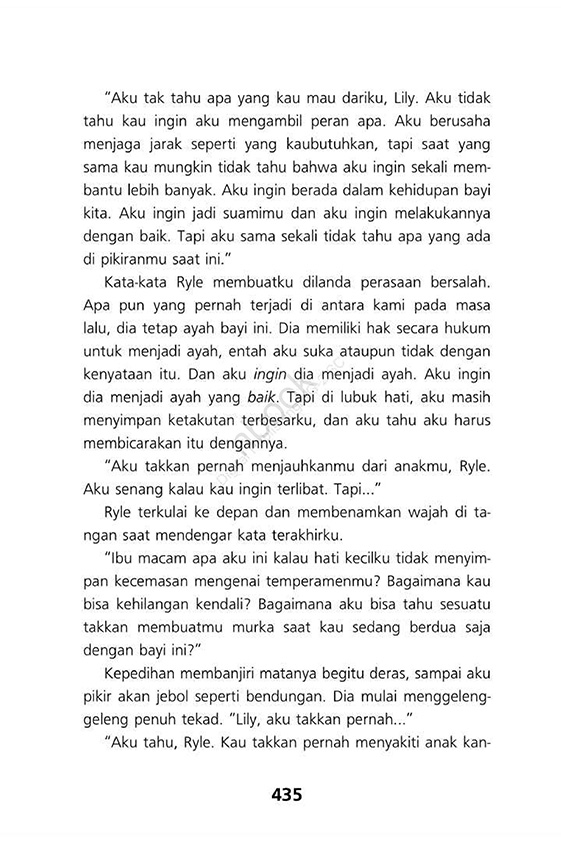 “Aku tak tahu apa yang kau mau dariku, Lily. Aku tidak
tahu kau ingin aku mengambil peran apa. Aku berusaha
menjaga jarak seperti yang kaubutuhkan, tapi saat yang
sama kau mungkin tidak tahu bahwa aku ingin sekali mem-
bantu lebih banyak. Aku ingin berada dalam kehidupan bayi
kita. Aku ingin jadi suamimu dan aku ingin melakukannya
dengan baik. Tapi aku sama sekali tidak tahu apa yang ada
di pikiranmu saat ini.”
Kata-kata Ryle membuatku dilanda perasaan bersalah.
Apa pun yang pernah terjadi di antara kami pada masa
lalu, dia tetap ayah bayi ini. Dia memiliki hak secara hukum
untuk menjadi ayah, entah aku suka ataupun tidak dengan
kenyataan itu. Dan aku ingin dia menjadi ayah. Aku ingin
dia menjadi ayah yang baik. Tapi di lubuk hati, aku masih
menyimpan ketakutan terbesarku, dan aku tahu aku harus
membicarakan itu dengannya.
“Aku takkan pernah menjauhkanmu dari anakmu, Ryle.
Aku senang kalau kau ingin terlibat. Tapi...”
Ryle terkulai ke depan dan membenamkan wajah di ta-
ngan saat mendengar kata terakhirku.
“Ibu macam apa aku ini kalau hati kecilku tidak menyim-
pan kecemasan mengenai temperamenmu? Bagaimana kau
bisa kehilangan kendali? Bagaimana aku bisa tahu sesuatu
takkan membuatmu murka saat kau sedang berdua saja
dengan bayi ini?”
Kepedihan membanjiri matanya begitu deras, sampai aku
pikir akan jebol seperti bendungan. Dia mulai menggeleng-
geleng penuh tekad. “Lily, aku takkan pernah...”
“Aku tahu, Ryle. Kau takkan pernah menyakiti anak kan-
435